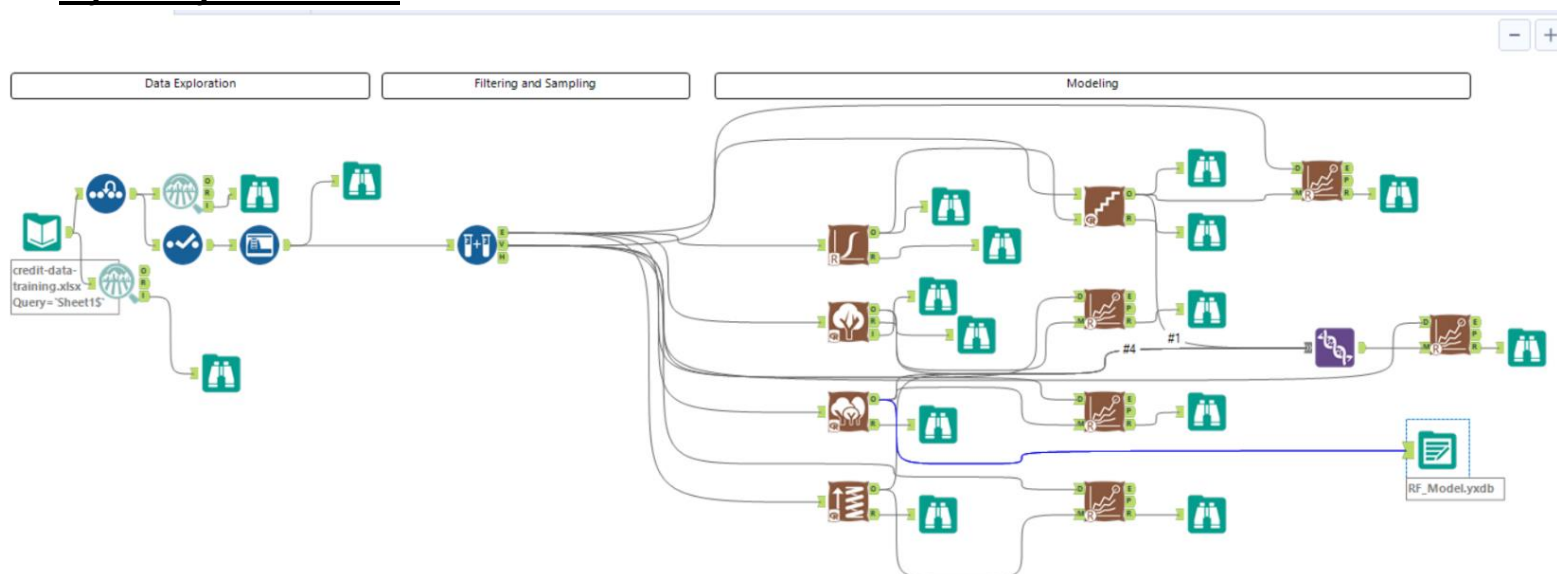 Data Exploration
Filtering and Sampling
Modeling
credit-data-
training.xlsx
Query=`Sheet1$`
#1
#4
RF_Model.yxdb